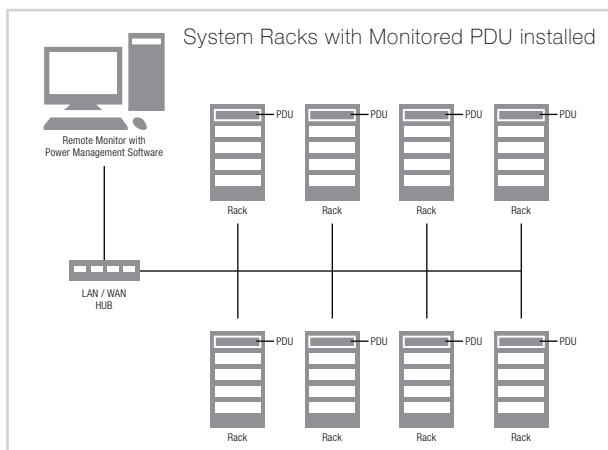 System Racks with Monitored PDU installed
PDU
PDU
PDU
PDU
Remote Monitor with
Power Management Software
Rack
Rack
Rack
Rack
LAN / WAN
HUB
PDU
PDU
PDU
PDU
Rack
Rack
Rack
Rack